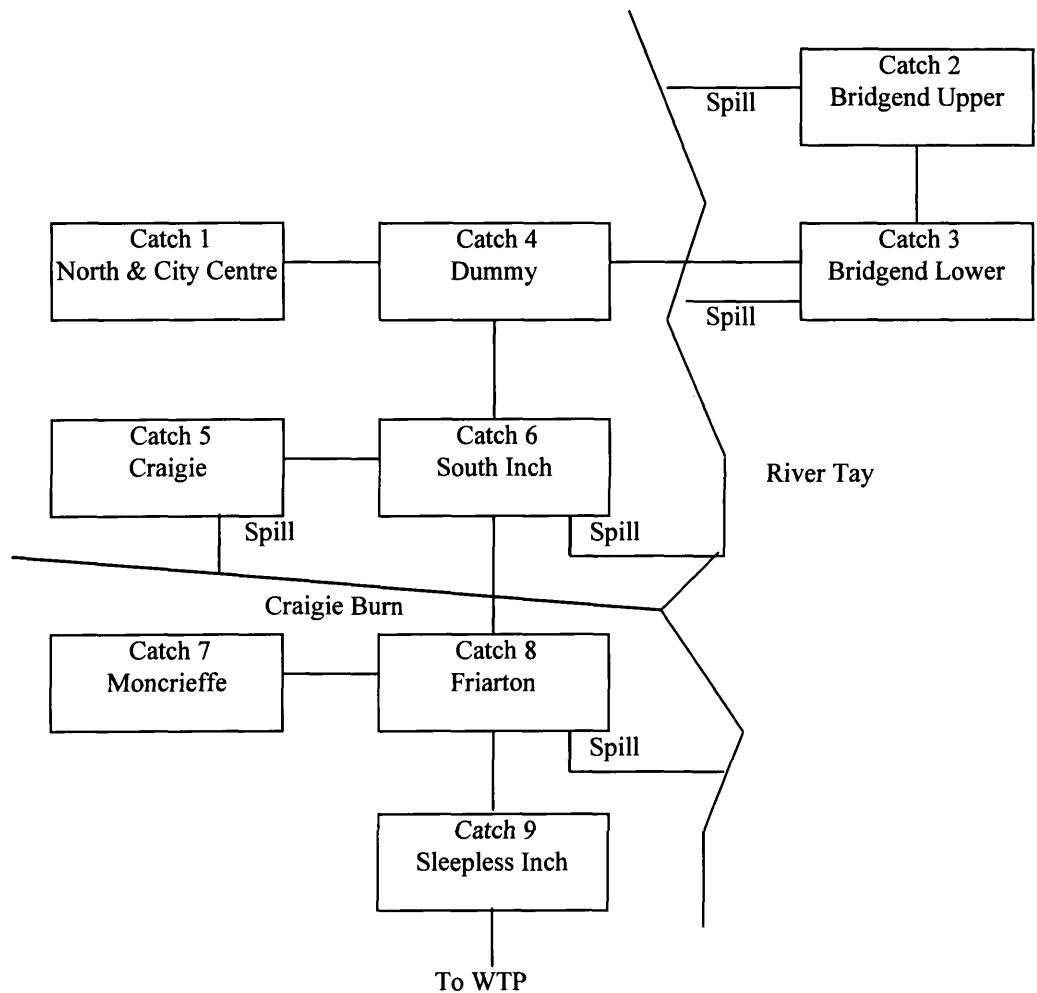 Catch 2
Bridgend Upper
Spill
Catch 1
North & City Centre
Catch 4
Dummy
Catch 3
Bridgend Lower
Spill
Catch 5
Craigie
Catch 6
South Inch
River Tay
Spill
Spill
Craigie Burn
Catch 7
Moncrieffe
Catch 8
Friarton
Spill
Catch 9
Sleepless Inch
To WTP